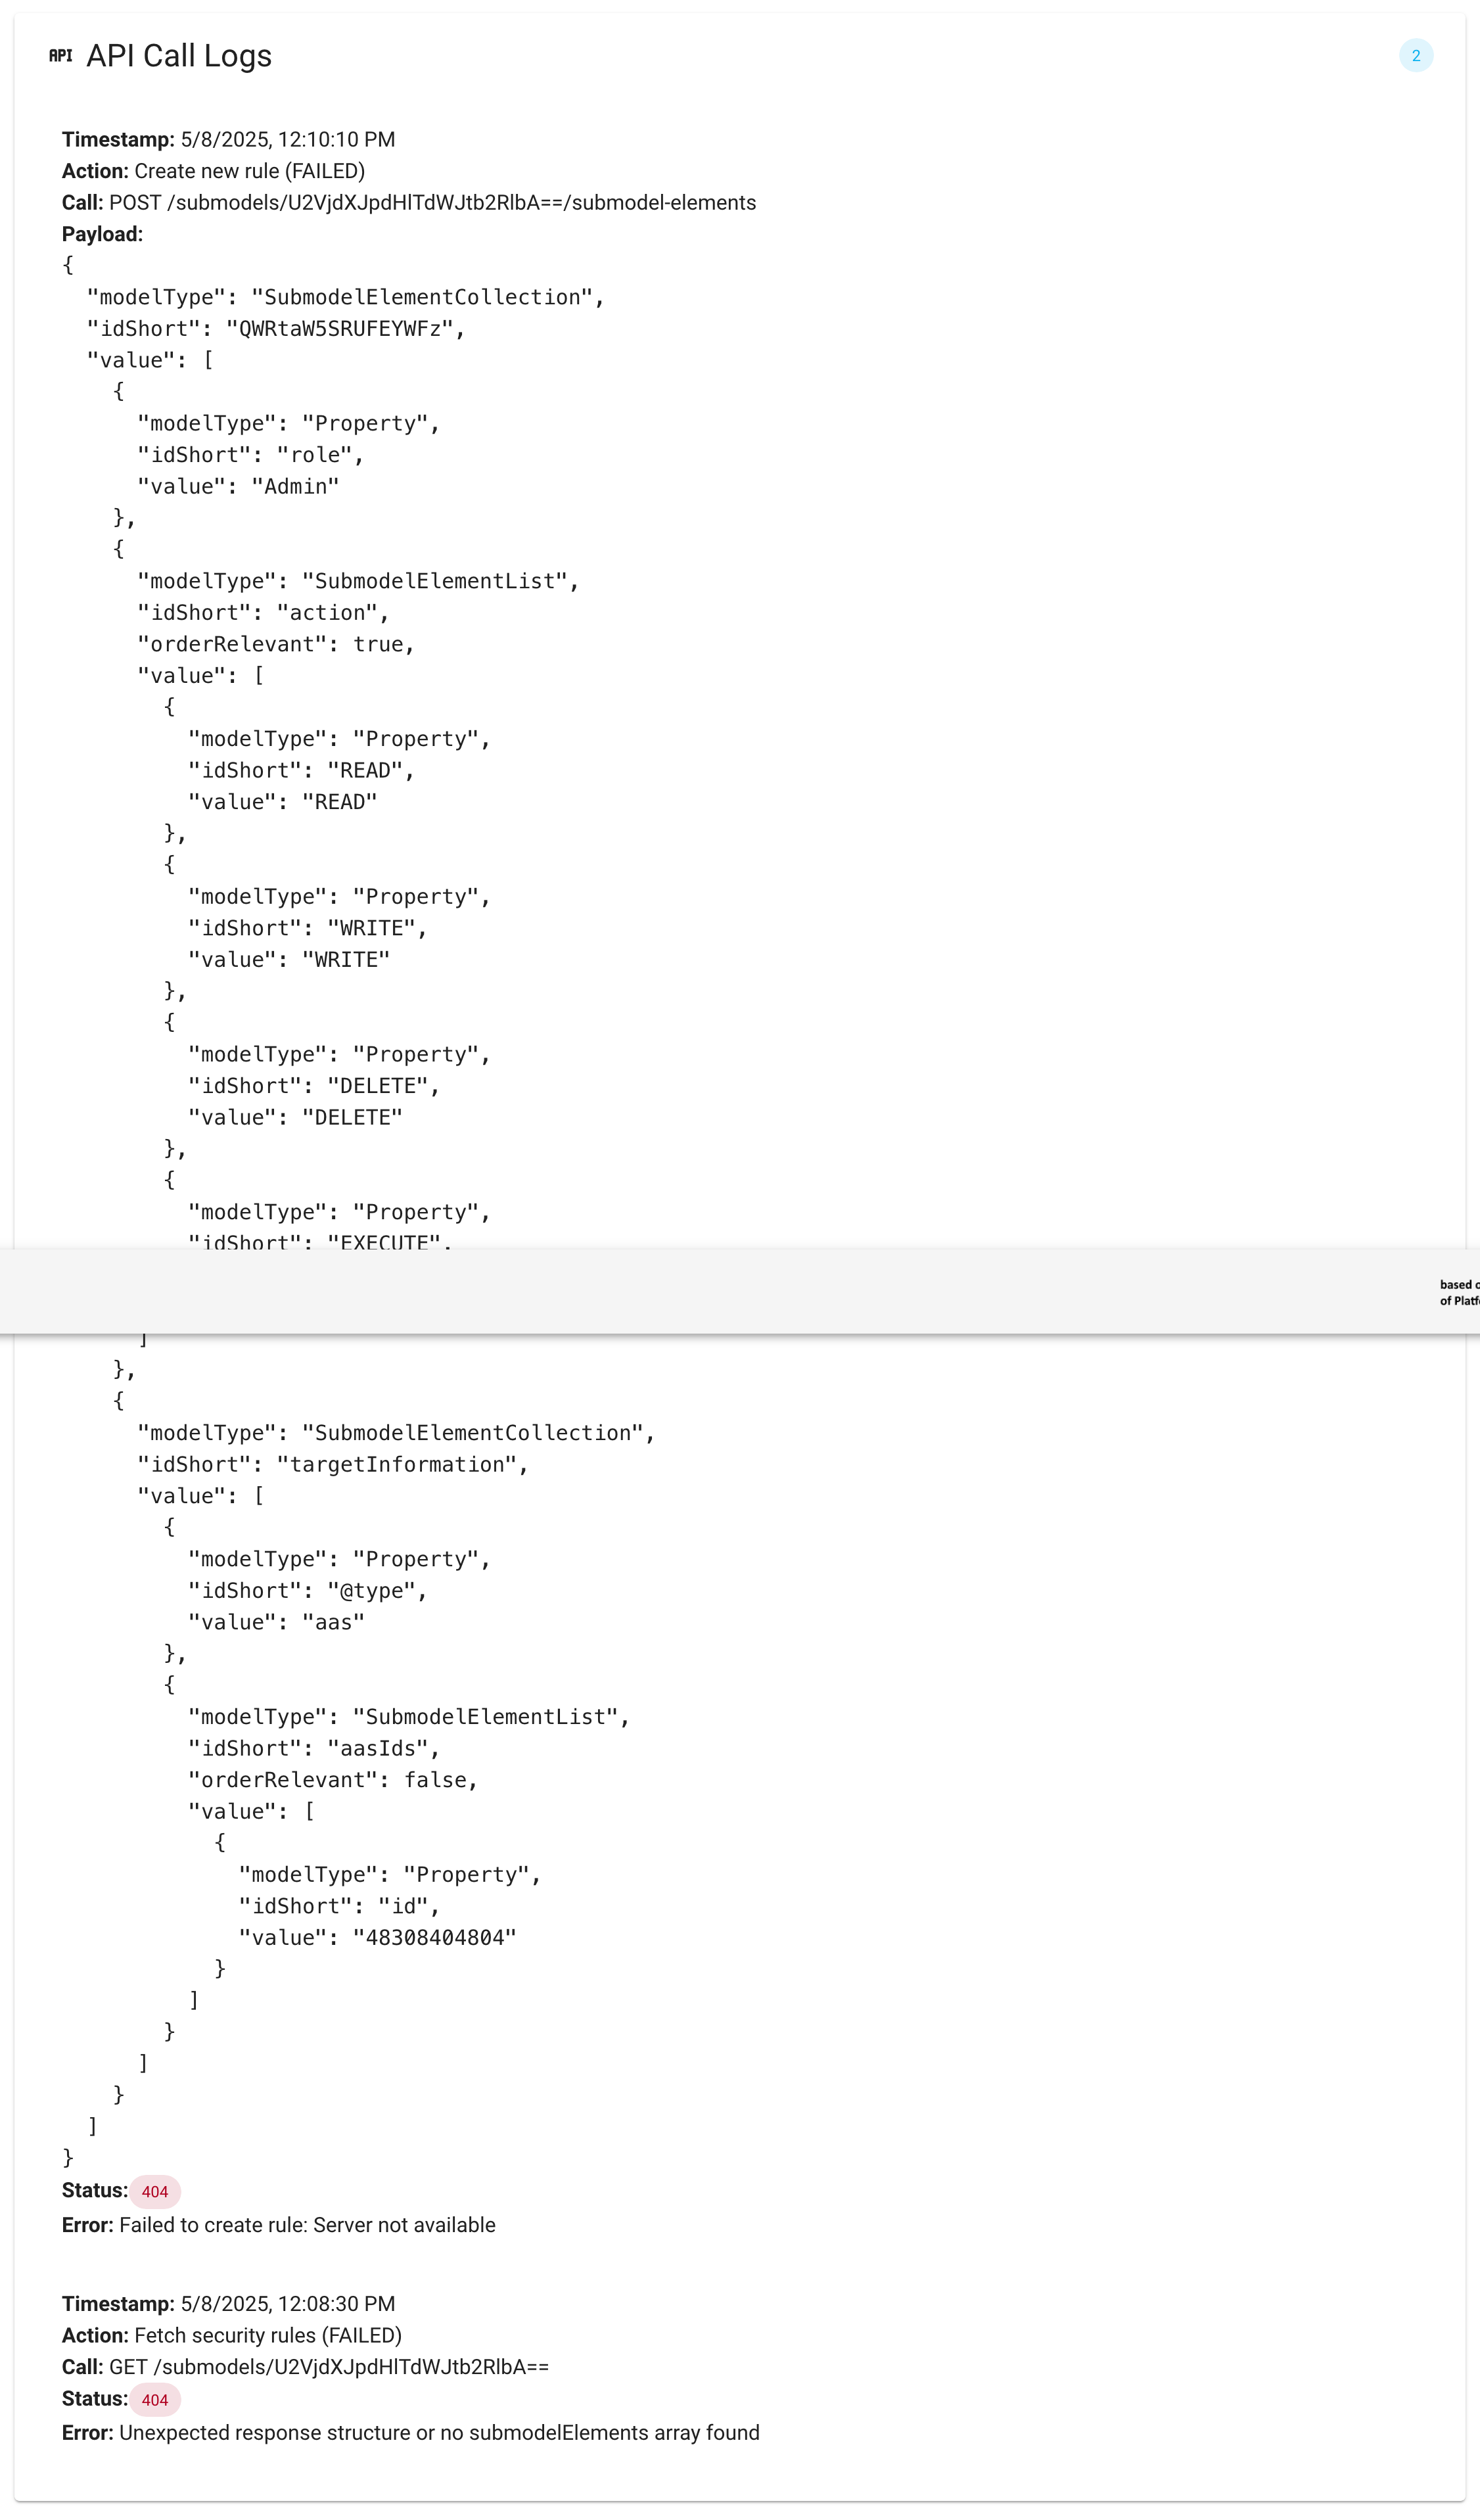 API API Call Logs 2
Timestamp: 5/8/2025, 12:10:10 PM
Action: Create new rule (FAILED)
Call: POST /submodels/U2VjdXJpdHlTdWJtb2RlbA==/submodel-elements
Payload:
{
  "modelType": "SubmodelElementCollection",
  "idShort": "QWRtaW5SRUFEYWFz",
  "value": [
    {
      "modelType": "Property",
      "idShort": "role",
      "value": "Admin"
    },
    {
      "modelType": "SubmodelElementList",
      "idShort": "action",
      "orderRelevant": true,
      "value": [
        {
          "modelType": "Property",
          "idShort": "READ",
          "value": "READ"
        },
        {
          "modelType": "Property",
          "idShort": "WRITE",
          "value": "WRITE"
        },
        {
          "modelType": "Property",
          "idShort": "DELETE",
          "value": "DELETE"
        },
        {
          "modelType": "Property",
          "idShort": "EXECUTE",
based
of
      ]
    },
    {
      "modelType": "SubmodelElementCollection",
      "idShort": "targetInformation",
      "value": [
        {
          "modelType": "Property",
          "idShort": "@type",
          "value": "aas"
        },
        {
          "modelType": "SubmodelElementList",
          "idShort": "aasIds",
          "orderRelevant": false,
          "value": [
            {
              "modelType": "Property",
              "idShort": "id",
              "value": "48308404804"
            }
          ]
        }
      ]
    }
  ]
}
Status: 404
Error: Failed to create rule: Server not available
Timestamp: 5/8/2025, 12:08:30 PM
Action: Fetch security rules (FAILED)
Call: GET /submodels/U2VjdXJpdHlTdWJtb2RlbA==
Status: 404
Error: Unexpected response structure or no submodelElements array found